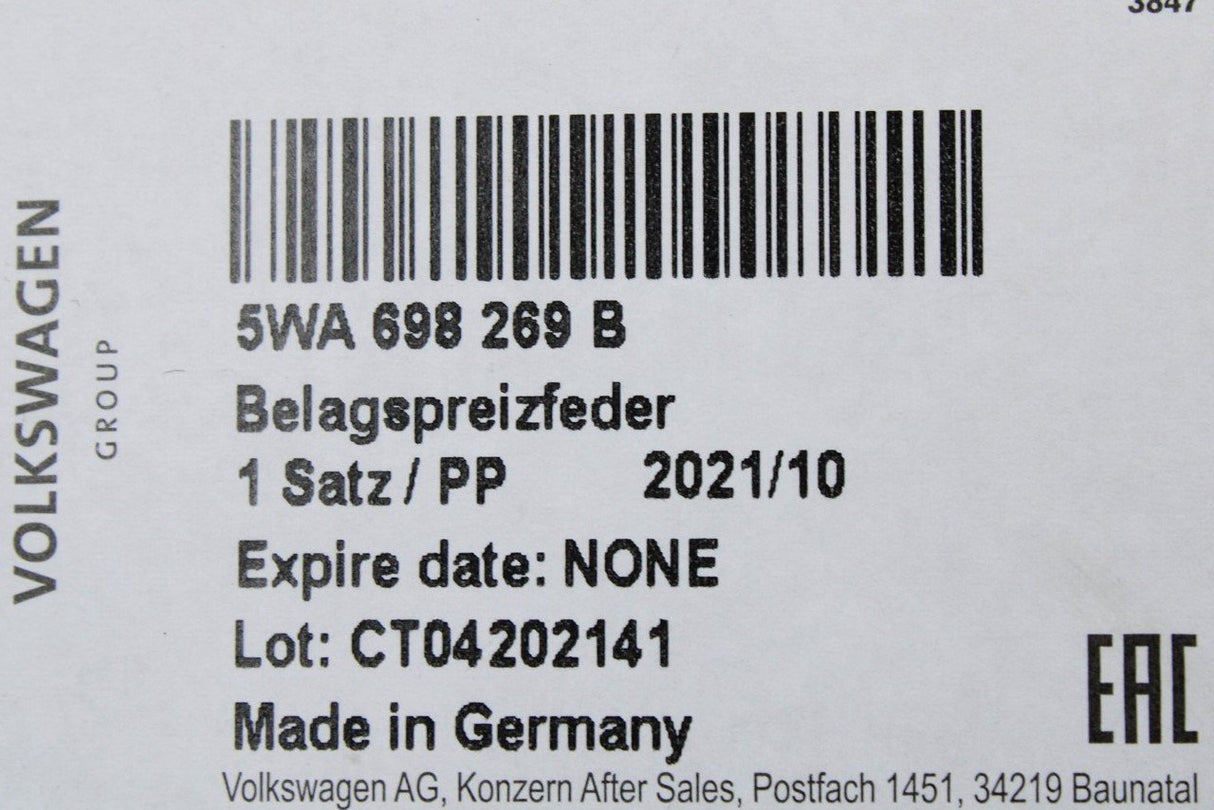 3847
VOLKSWAGEN
GROUP
5WA 698 269 B
Belagspreizfeder
1 Satz / PP 2021/10
Expire date: NONE
Lot: CT04202141
Made in Germany
EAC
Volkswagen AG, Konzern After Sales, Postfach 1451, 34219 Baunatal